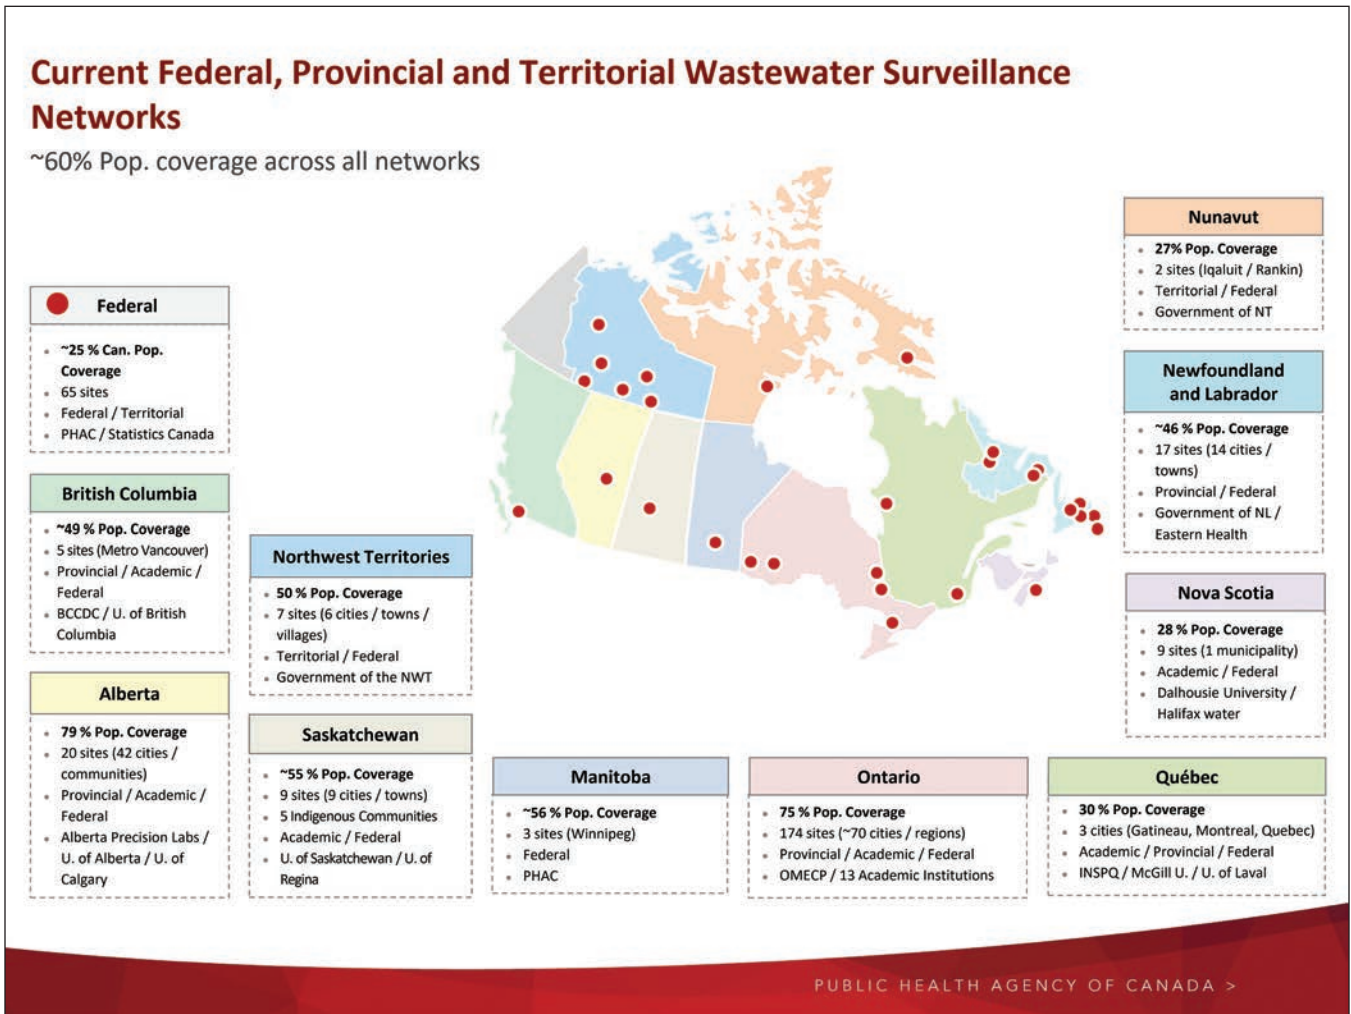 Current Federal, Provincial and Territorial Wastewater Surveillance
Networks
~60% Pop. coverage across all networks
Federal
~25 % Can. Pop.
Coverage
65 sites
Federal / Territorial
PHAC / Statistics Canada
British Columbia
~49 % Pop. Coverage
5 sites (Metro Vancouver)
Provincial / Academic /
Federal
BCCDC / U. of British
Columbia
Alberta
79 % Pop. Coverage
20 sites (42 cities /
communities)
Provincial / Academic /
Federal
Alberta Precision Labs /
U. of Alberta / U. of
Calgary
Northwest Territories
50 % Pop. Coverage
7 sites (6 cities / towns /
villages)
Territorial / Federal
Government of the NWT
Saskatchewan
~55 % Pop. Coverage
9 sites (9 cities / towns)
5 Indigenous Communities
Academic / Federal
U. of Saskatchewan / U. of
Regina
Manitoba
~56 % Pop. Coverage
3 sites (Winnipeg)
Federal
PHAC
Ontario
75 % Pop. Coverage
174 sites (~70 cities / regions)
Provincial / Academic / Federal
OMECP / 13 Academic Institutions
Québec
30 % Pop. Coverage
3 cities (Gatineau, Montreal, Quebec)
Academic / Provincial / Federal
INSPQ / McGill U. / U. of Laval
Nunavut
27% Pop. Coverage
2 sites (Iqaluit / Rankin)
Territorial / Federal
Government of NT
Newfoundland
and Labrador
~46 % Pop. Coverage
17 sites (14 cities /
towns)
Provincial / Federal
Government of NL /
Eastern Health
Nova Scotia
28 % Pop. Coverage
9 sites (1 municipality)
Academic / Federal
Dalhousie University /
Halifax water
PUBLIC HEALTH AGENCY OF CANADA >